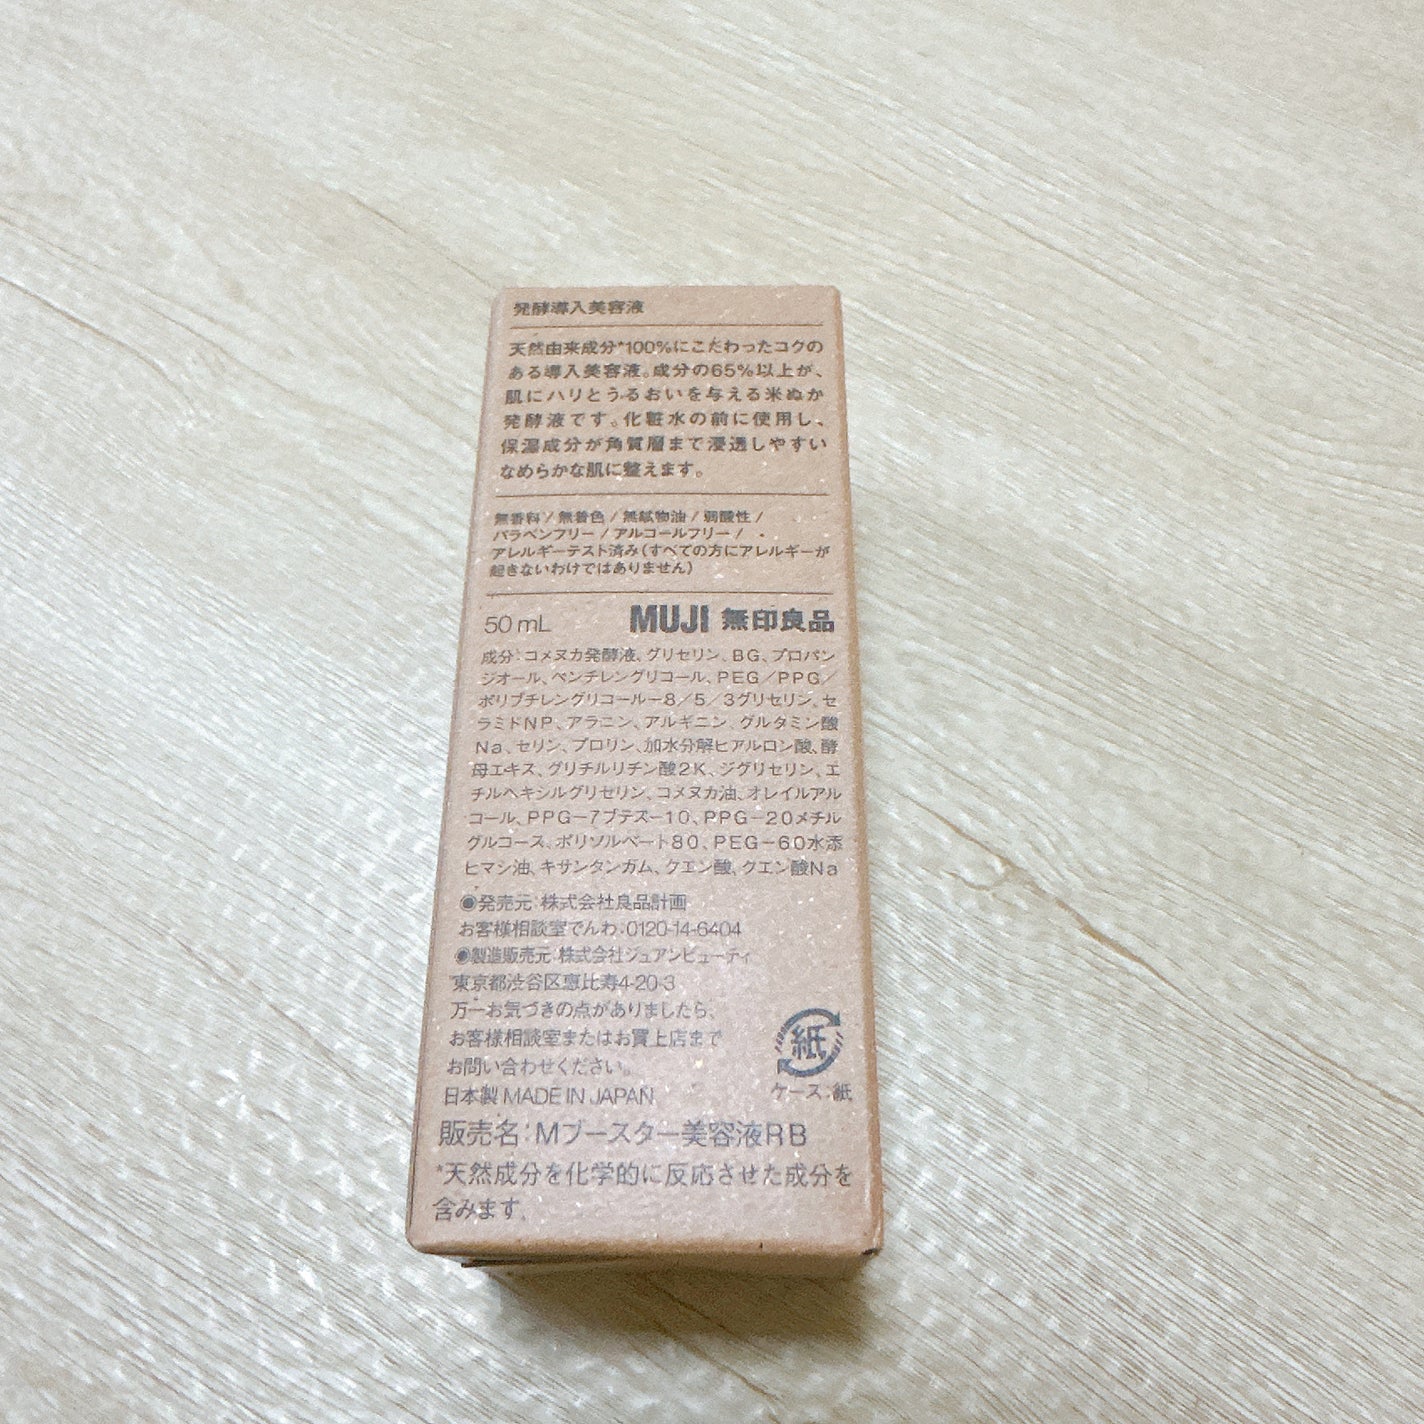 発酵導入美容液
天然由来成分*100%にこだわったコクの
ある導入美容液。成分の65%以上が、
肌にハリとうるおいを与える米ぬか
発酵液です。化粧水の前に使用し、
保湿成分が角質層まで浸透しやすい
なめらかな肌に整えます。
無香料/無着色/無鉱物油/弱酸性/
パラベンフリー/アルコールフリー/
アレルギーテスト済み(すべての方にアレルギーが
起きないわけではありません)
50mL MUJI 無印良品
成分:コメヌカ発酵液、グリセリン、BG、プロパン
ジオール、ペンチレングリコール、PEG/PPG/
ポリブチレングリコール-8/5/3グリセリン、セ
ラミドNP、アラニン、アルギニン、グルタミン酸
Na、セリン、プロリン、加水分解ヒアルロン酸、酵
母エキス、グリチルリチン酸2K、ジグリセリン、エ
チルヘキシルグリセリン、コメヌカ油、オレイルアル
コール、PPG-7ブテス-10、PPG-20メチル
グルコース、ポリソルベート80、PEG-60水添
ヒマシ油、キサンタンガム、クエン酸、クエン酸Na
◉発売元:株式会社良品計画
お客様相談室でんわ:0120-14-6404
◉製造販売元:株式会社ジュアンビューティ
東京都渋谷区恵比寿4-20-3
万一お気づきの点がありましたら、
お客様相談室またはお買上店まで
お問い合わせください。
紙
日本製 MADE IN JAPAN
ケース:紙
販売名:Mブースター美容液RB
*天然成分を化学的に反応させた成分を
含みます。